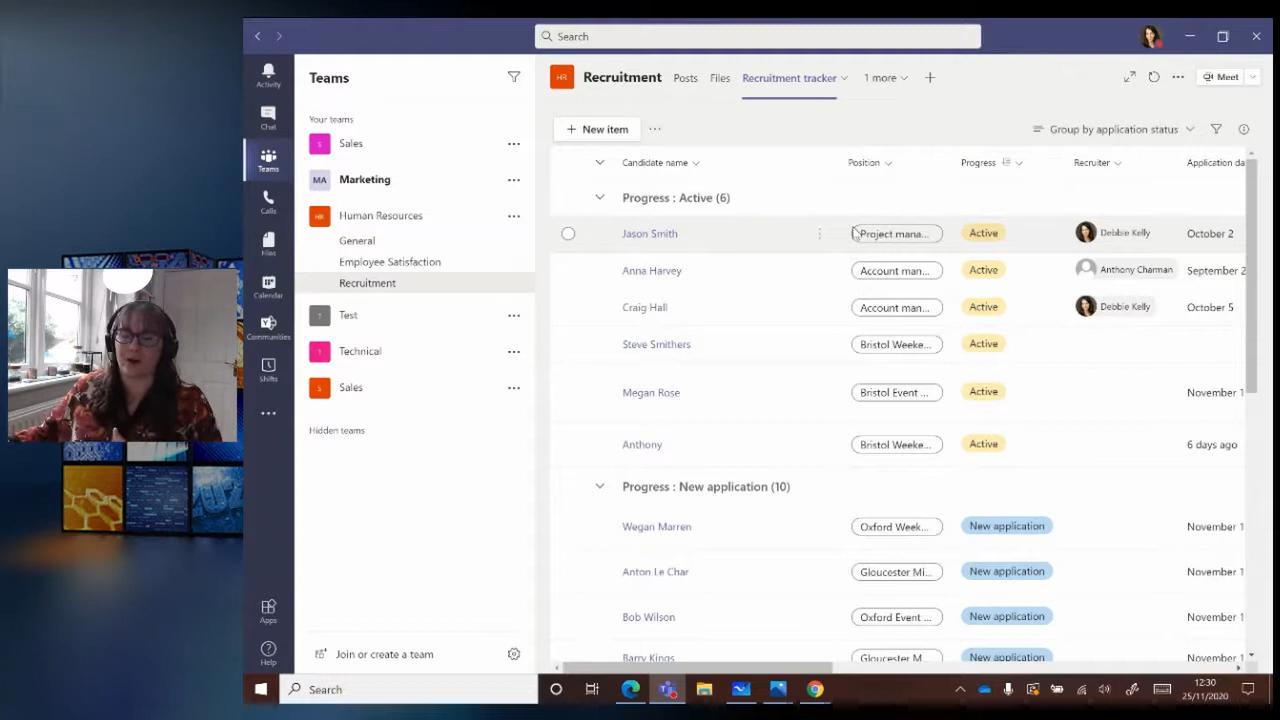 Search
Activity
Chat
Teams
Calls
Files
Calendar
Communities
Shifts
Apps
Help
Teams
Your teams
S Sales
MA Marketing
HR Human Resources
General
Employee Satisfaction
Recruitment
T Test
T Technical
S Sales
Hidden teams
Join or create a team
HR Recruitment Posts Files Recruitment tracker 1 more Meet
New item Group by application status
Candidate name Position Progress Recruiter Application da
Progress : Active (6)
Jason Smith Project mana... Active Debbie Kelly October 2
Anna Harvey Account man... Active Anthony Charman September 2
Craig Hall Account man... Active Debbie Kelly October 5
Steve Smithers Bristol Weeke... Active
Megan Rose Bristol Event ... Active November 1
Anthony Bristol Weeke... Active 6 days ago
Progress : New application (10)
Wegan Marren Oxford Week... New application November 1
Anton Le Char Gloucester Mi... New application November 1
Bob Wilson Oxford Event ... New application November 1
Barry Kings Gloucester M... New application November 1
Search
12:30
25/11/2020